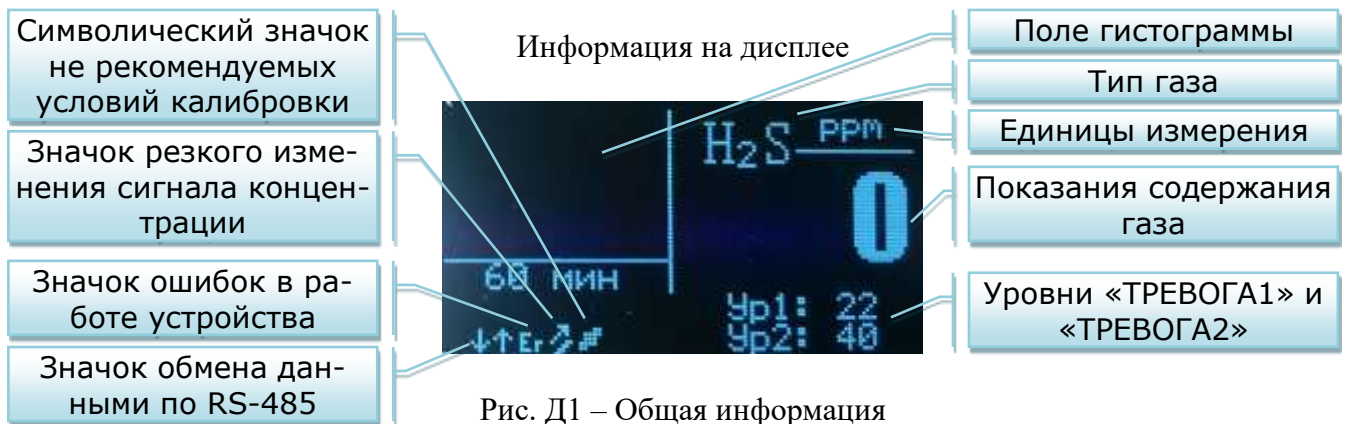 Символический значок
не рекомендуемых
условий калибровки
Значок резкого изме-
нения сигнала концен-
трации
Значок ошибок в ра-
боте устройства
Значок обмена дан-
ными по RS-485
Информация на дисплее
H₂S ppm
0
60 мин
Ур1: 22
Ур2: 40
↓↑Er
Поле гистограммы
Тип газа
Единицы измерения
Показания содержания
газа
Уровни «ТРЕВОГА1» и
«ТРЕВОГА2»
Рис. Д1 – Общая информация